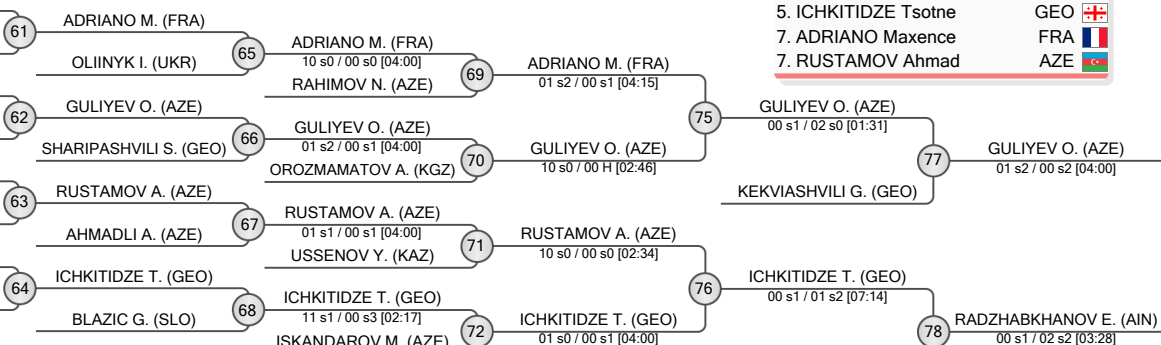 5. ICHKITIDZE Tsotne GEO
7. ADRIANO Maxence FRA
7. RUSTAMOV Ahmad AZE
61
ADRIANO M. (FRA)
OLIINYK I. (UKR)
65
ADRIANO M. (FRA)
10 s0 / 00 s0 [04:00]
RAHIMOV N. (AZE)
69
ADRIANO M. (FRA)
01 s2 / 00 s1 [04:15]
62
GULIYEV O. (AZE)
SHARIPASHVILI S. (GEO)
66
GULIYEV O. (AZE)
01 s2 / 00 s1 [04:00]
OROZMAMATOV A. (KGZ)
70
GULIYEV O. (AZE)
10 s0 / 00 H [02:46]
75
GULIYEV O. (AZE)
00 s1 / 02 s0 [01:31]
KEKVIASHVILI G. (GEO)
77
GULIYEV O. (AZE)
01 s2 / 00 s2 [04:00]
63
RUSTAMOV A. (AZE)
AHMADLI A. (AZE)
67
RUSTAMOV A. (AZE)
01 s1 / 00 s1 [04:00]
USSENOV Y. (KAZ)
71
RUSTAMOV A. (AZE)
10 s0 / 00 s0 [02:34]
64
ICHKITIDZE T. (GEO)
BLAZIC G. (SLO)
68
ICHKITIDZE T. (GEO)
11 s1 / 00 s3 [02:17]
ISKANDAROV M. (AZE)
72
ICHKITIDZE T. (GEO)
01 s0 / 00 s1 [04:00]
76
ICHKITIDZE T. (GEO)
00 s1 / 01 s2 [07:14]
78
RADZHABKHANOV E. (AIN)
00 s1 / 02 s2 [03:28]